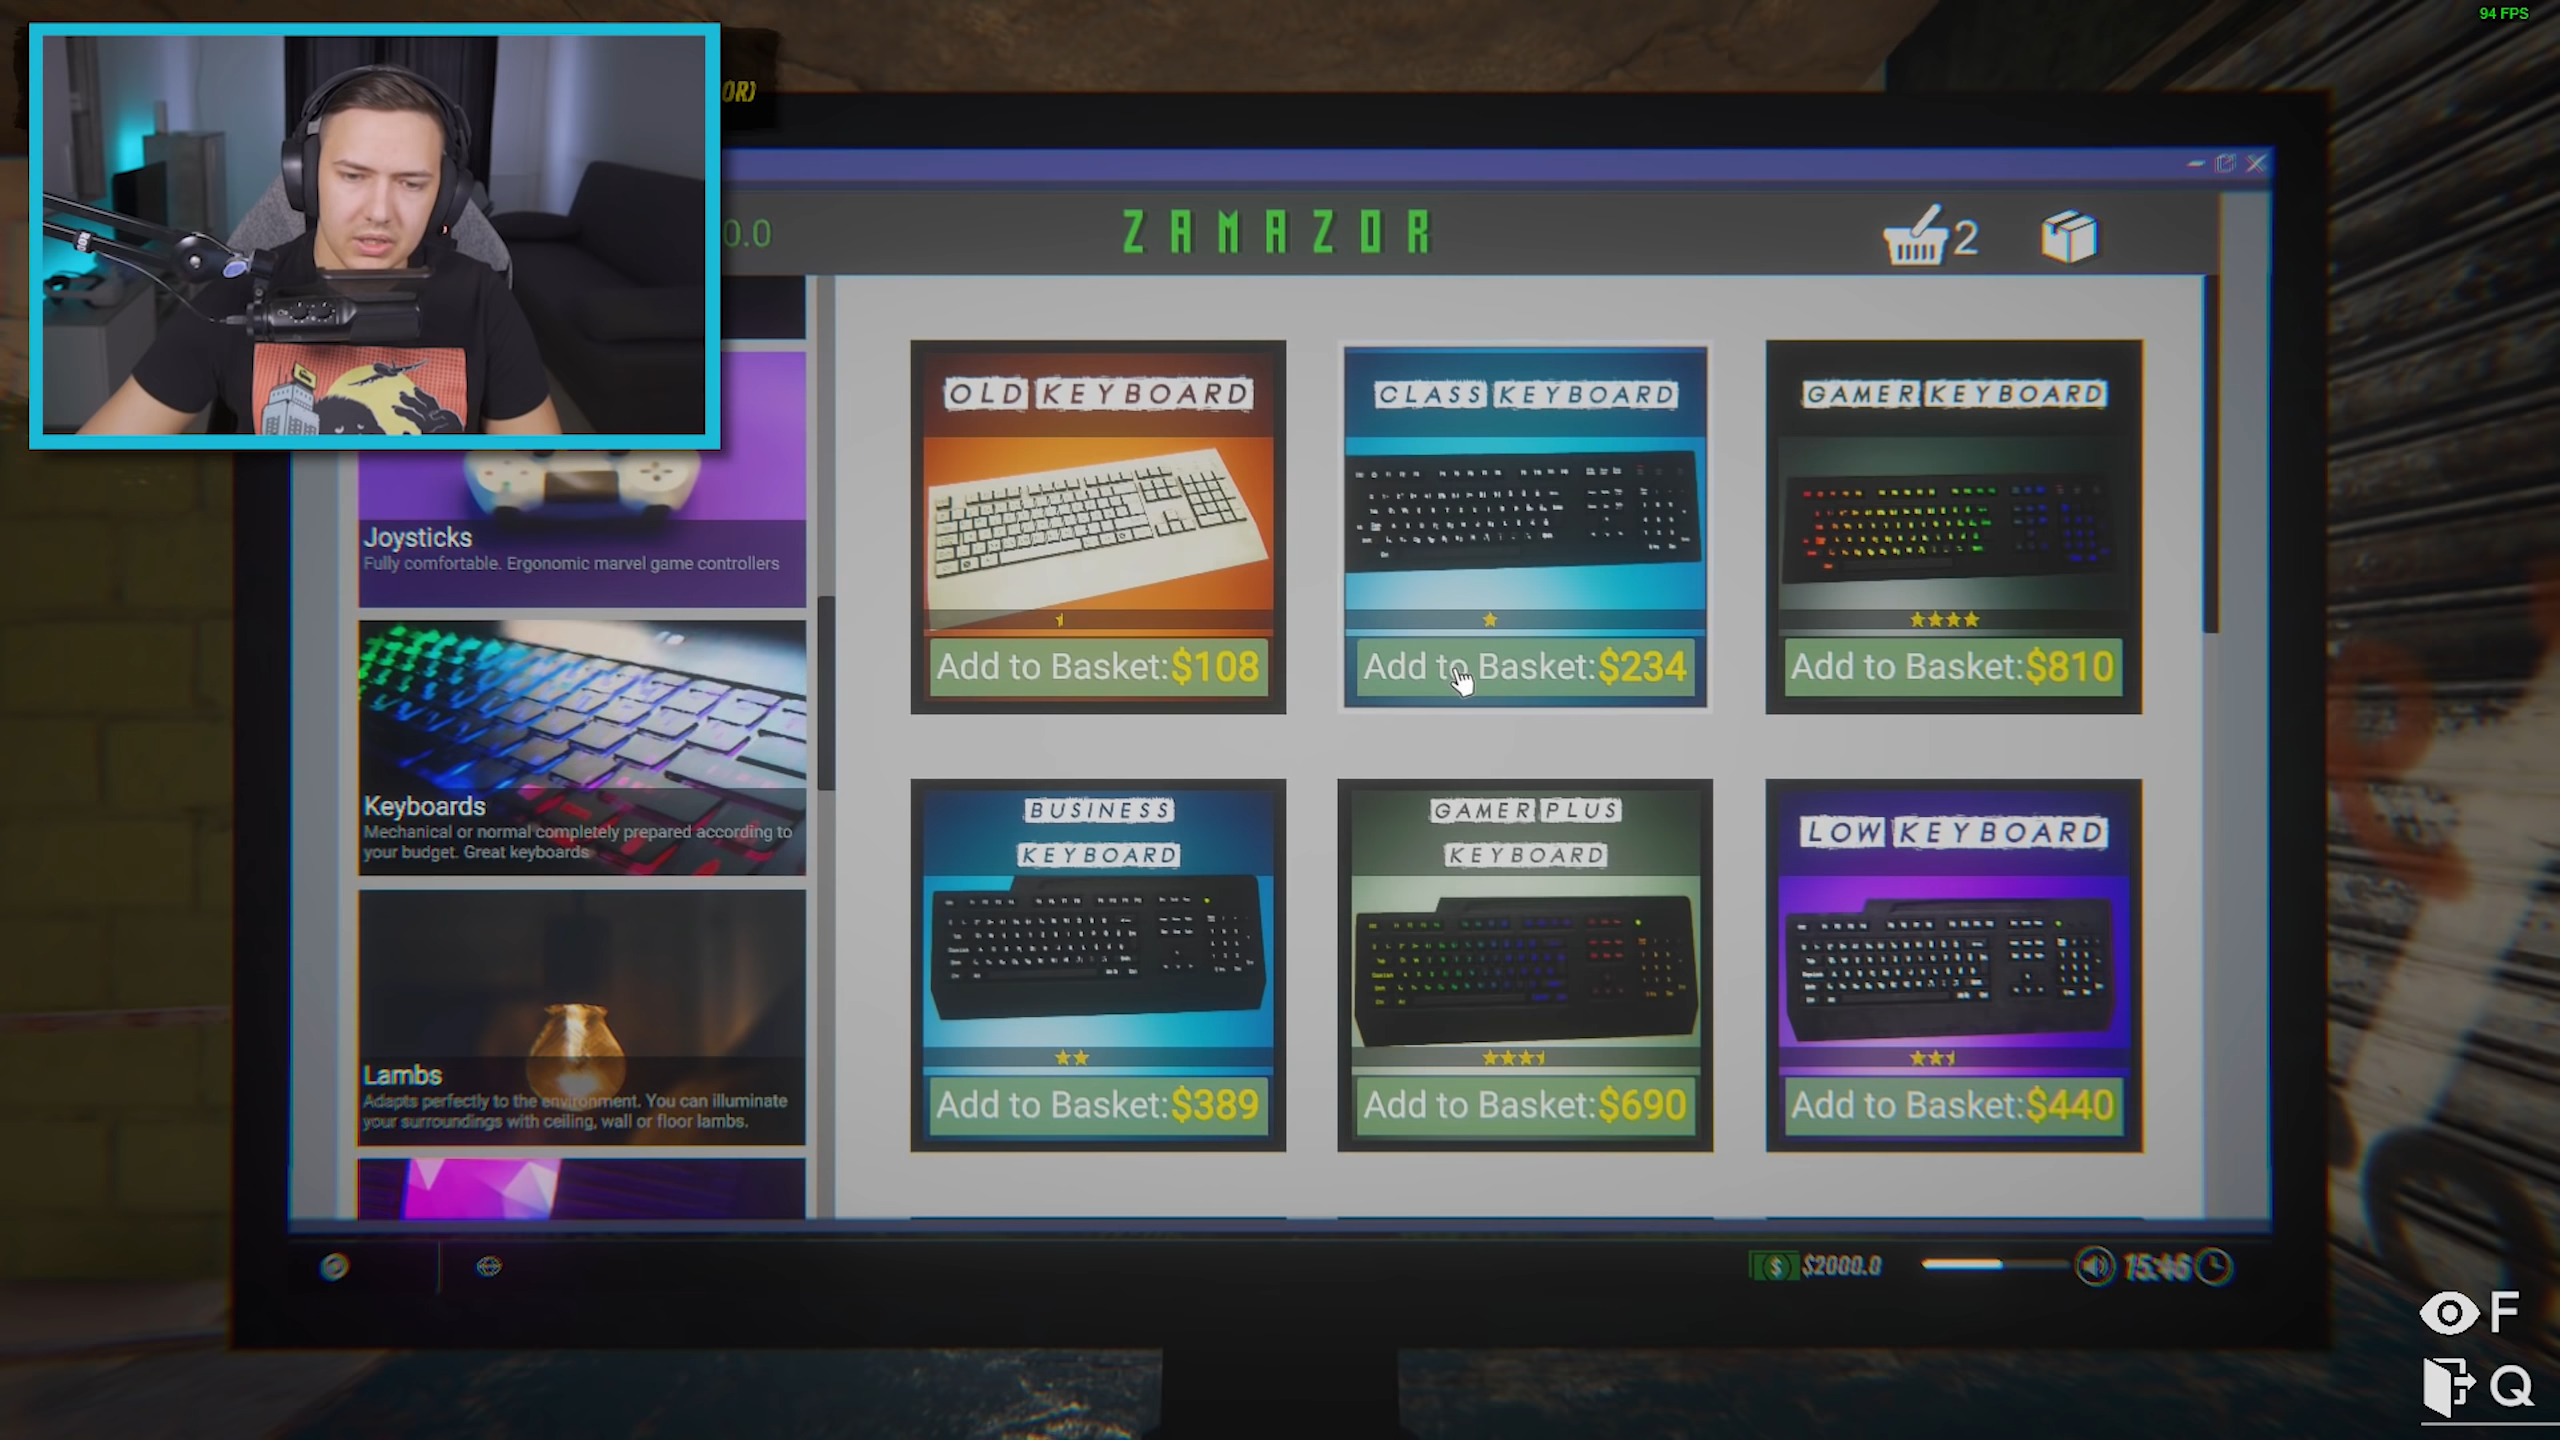 94 FPS
OR)
0.0
ZAMAZOR
2
OLD KEYBOARD
Add to Basket:$108
CLASS KEYBOARD
Add to Basket:$234
GAMER KEYBOARD
Add to Basket:$810
Joysticks
Fully comfortable. Ergonomic marvel game controllers
Keyboards
Mechanical or normal completely prepared according to
your budget. Great keyboards
Lambs
Adapts perfectly to the environment. You can illuminate
your surroundings with ceiling, wall or floor lambs.
BUSINESS
KEYBOARD
Add to Basket:$389
GAMER PLUS
KEYBOARD
Add to Basket:$690
LOW KEYBOARD
Add to Basket:$440
$2000.0
F
Q